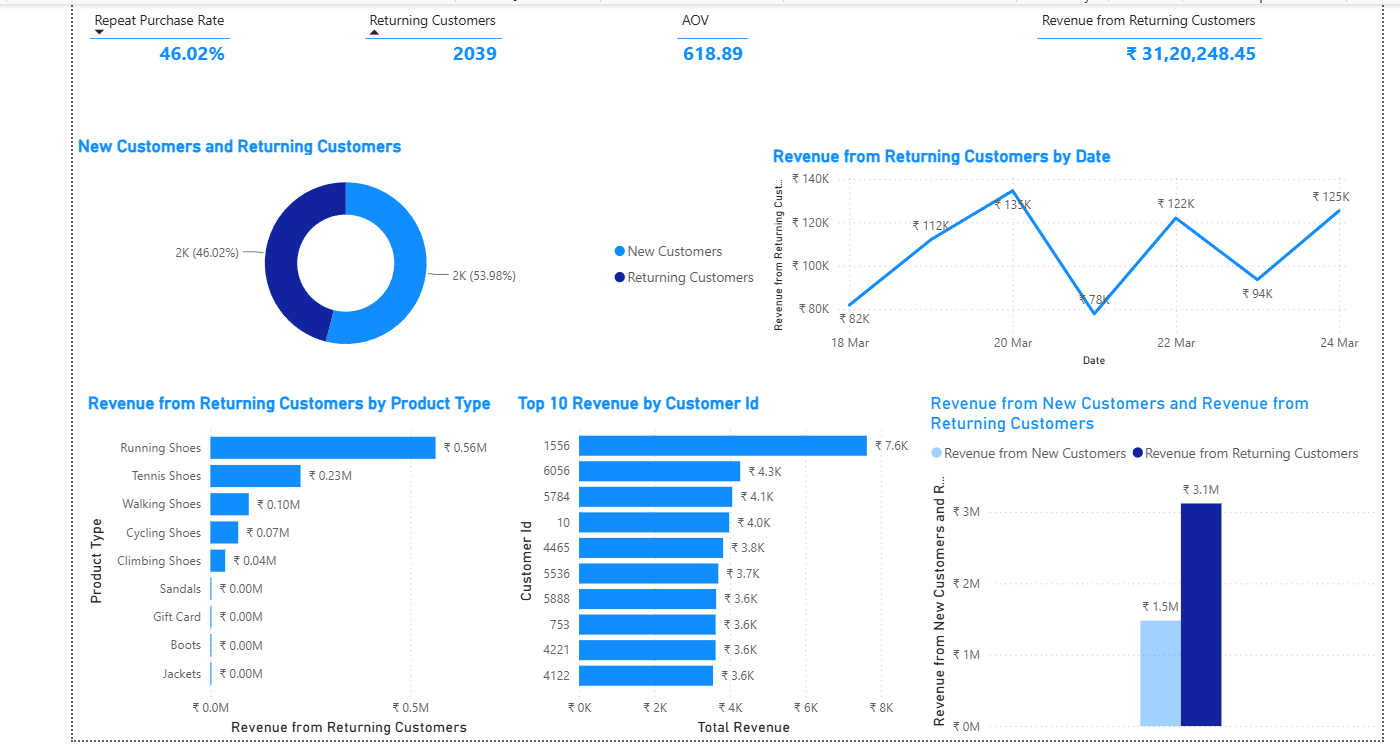 Repeat Purchase Rate
46.02%
Returning Customers
2039
AOV
618.89
Revenue from Returning Customers
₹ 31,20,248.45
New Customers and Returning Customers
2K (46.02%)
2K (53.98%)
New Customers
Returning Customers
Revenue from Returning Customers by Date
Revenue from Returning Cust...
₹ 140K
₹ 120K
₹ 100K
₹ 80K
₹ 82K
₹ 112K
₹ 135K
₹ 78K
₹ 122K
₹ 94K
₹ 125K
18 Mar
20 Mar
22 Mar
24 Mar
Date
Revenue from Returning Customers by Product Type
Product Type
Running Shoes
₹ 0.56M
Tennis Shoes
₹ 0.23M
Walking Shoes
₹ 0.10M
Cycling Shoes
₹ 0.07M
Climbing Shoes
₹ 0.04M
Sandals
₹ 0.00M
Gift Card
₹ 0.00M
Boots
₹ 0.00M
Jackets
₹ 0.00M
₹ 0.0M
₹ 0.5M
Revenue from Returning Customers
Top 10 Revenue by Customer Id
Customer Id
1556
₹ 7.6K
6056
₹ 4.3K
5784
₹ 4.1K
10
₹ 4.0K
4465
₹ 3.8K
5536
₹ 3.7K
5888
₹ 3.6K
753
₹ 3.6K
4221
₹ 3.6K
4122
₹ 3.6K
₹ 0K
₹ 2K
₹ 4K
₹ 6K
₹ 8K
Total Revenue
Revenue from New Customers and Revenue from
Returning Customers
Revenue from New Customers
Revenue from Returning Customers
Revenue from New Customers and R...
₹ 3M
₹ 2M
₹ 1M
₹ 0M
₹ 1.5M
₹ 3.1M